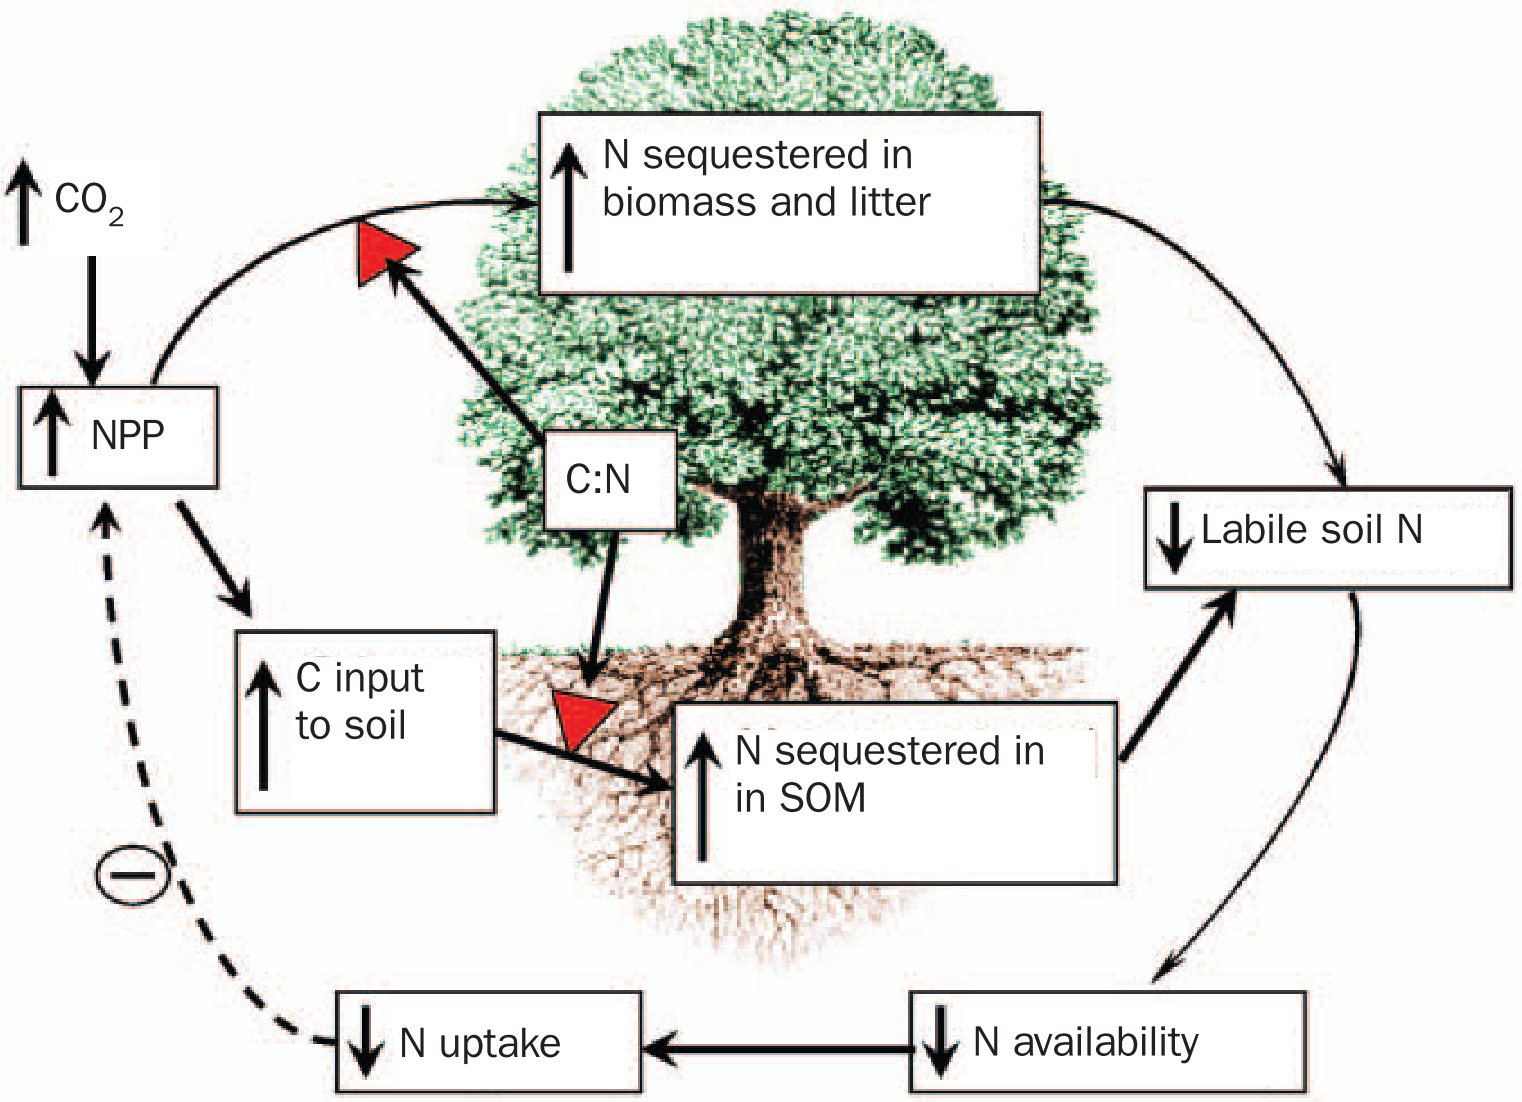 N sequestered in
biomass and litter
CO₂
NPP
C:N
Labile soil N
C input
to soil
N sequestered in
in SOM
N uptake
N availability